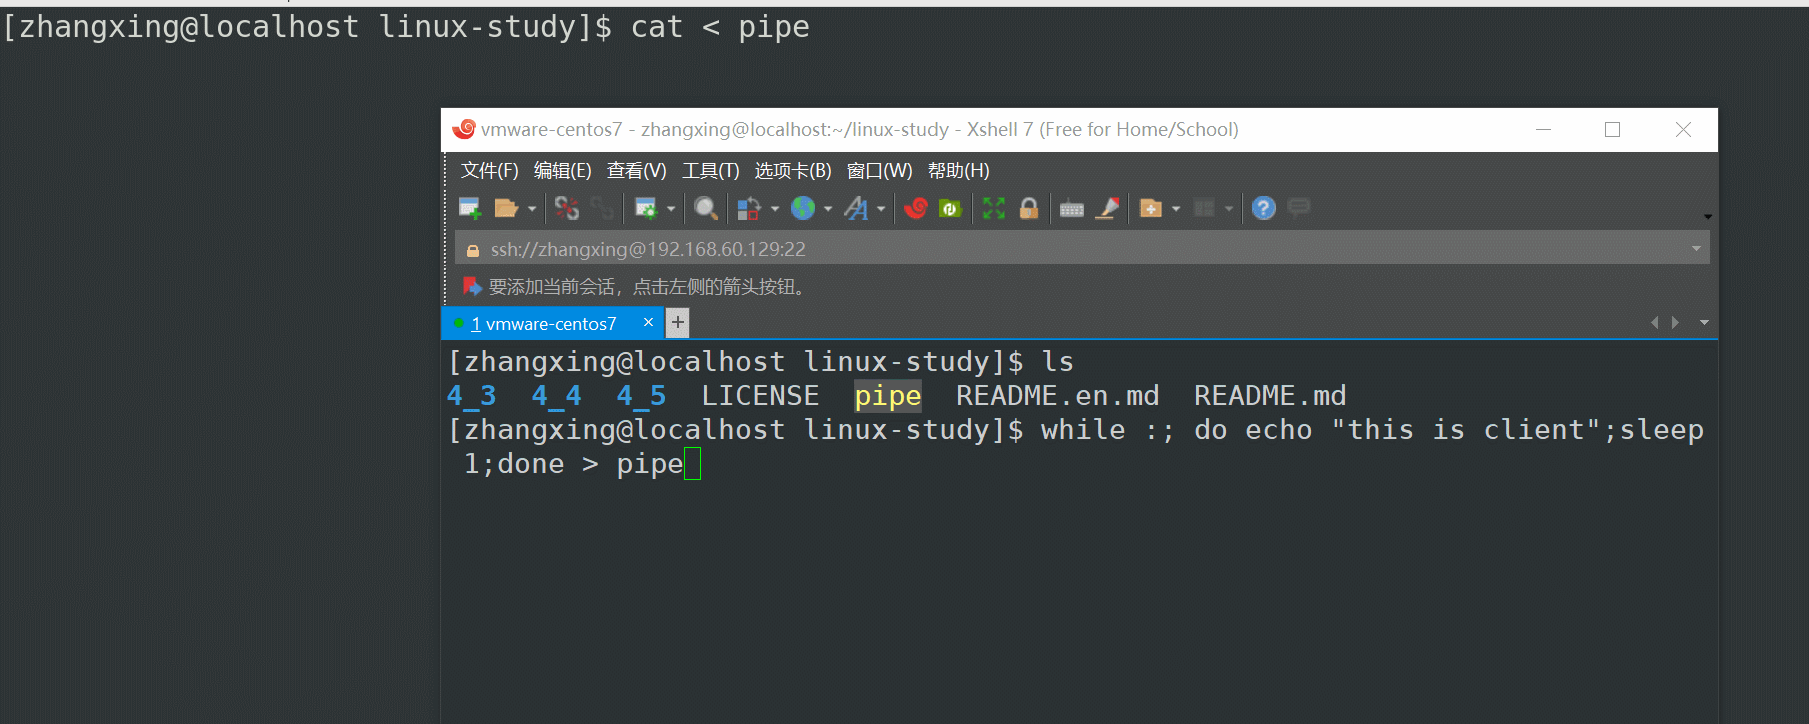 [zhangxing@localhost linux-study]$ cat < pipe
vmware-centos7 - zhangxing@localhost:~/linux-study - Xshell 7 (Free for Home/School)
文件(F) 编辑(E) 查看(V) 工具(T) 选项卡(B) 窗口(W) 帮助(H)
ssh://zhangxing@192.168.60.129:22
要添加当前会话，点击左侧的箭头按钮。
1 vmware-centos7 × +
[zhangxing@localhost linux-study]$ ls
4_3 4_4 4_5 LICENSE pipe README.en.md README.md
[zhangxing@localhost linux-study]$ while :; do echo "this is client";sleep
1;done > pipe